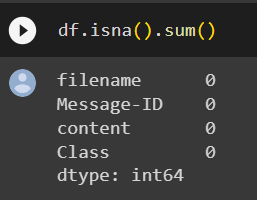 df.isna().sum()
filename 0
Message-ID 0
content 0
Class 0
dtype: int64